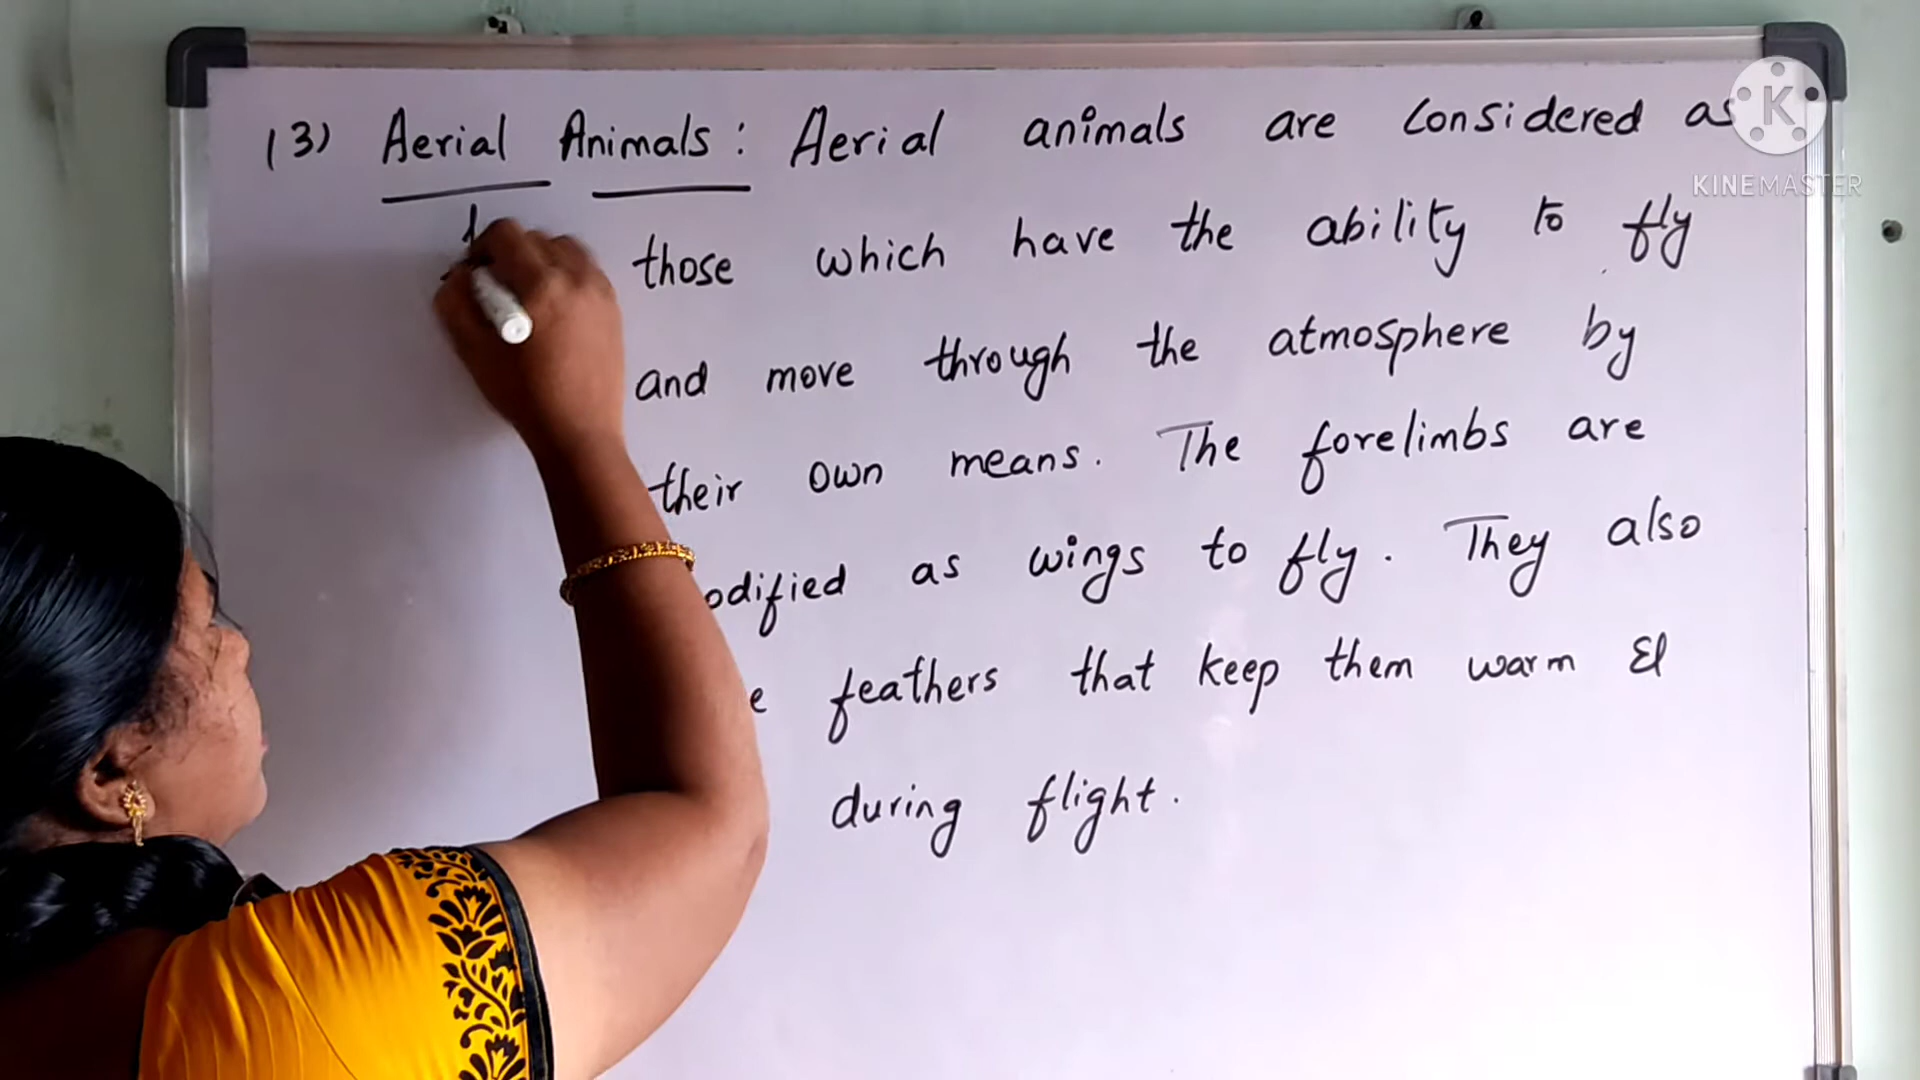 (3) Aerial Animals : Aerial animals are considered as
those which have the ability to fly
and move through the atmosphere by
their own means. The forelimbs are
odified as wings to fly. They also
e feathers that keep them warm &
during flight.
K
KINEMASTER